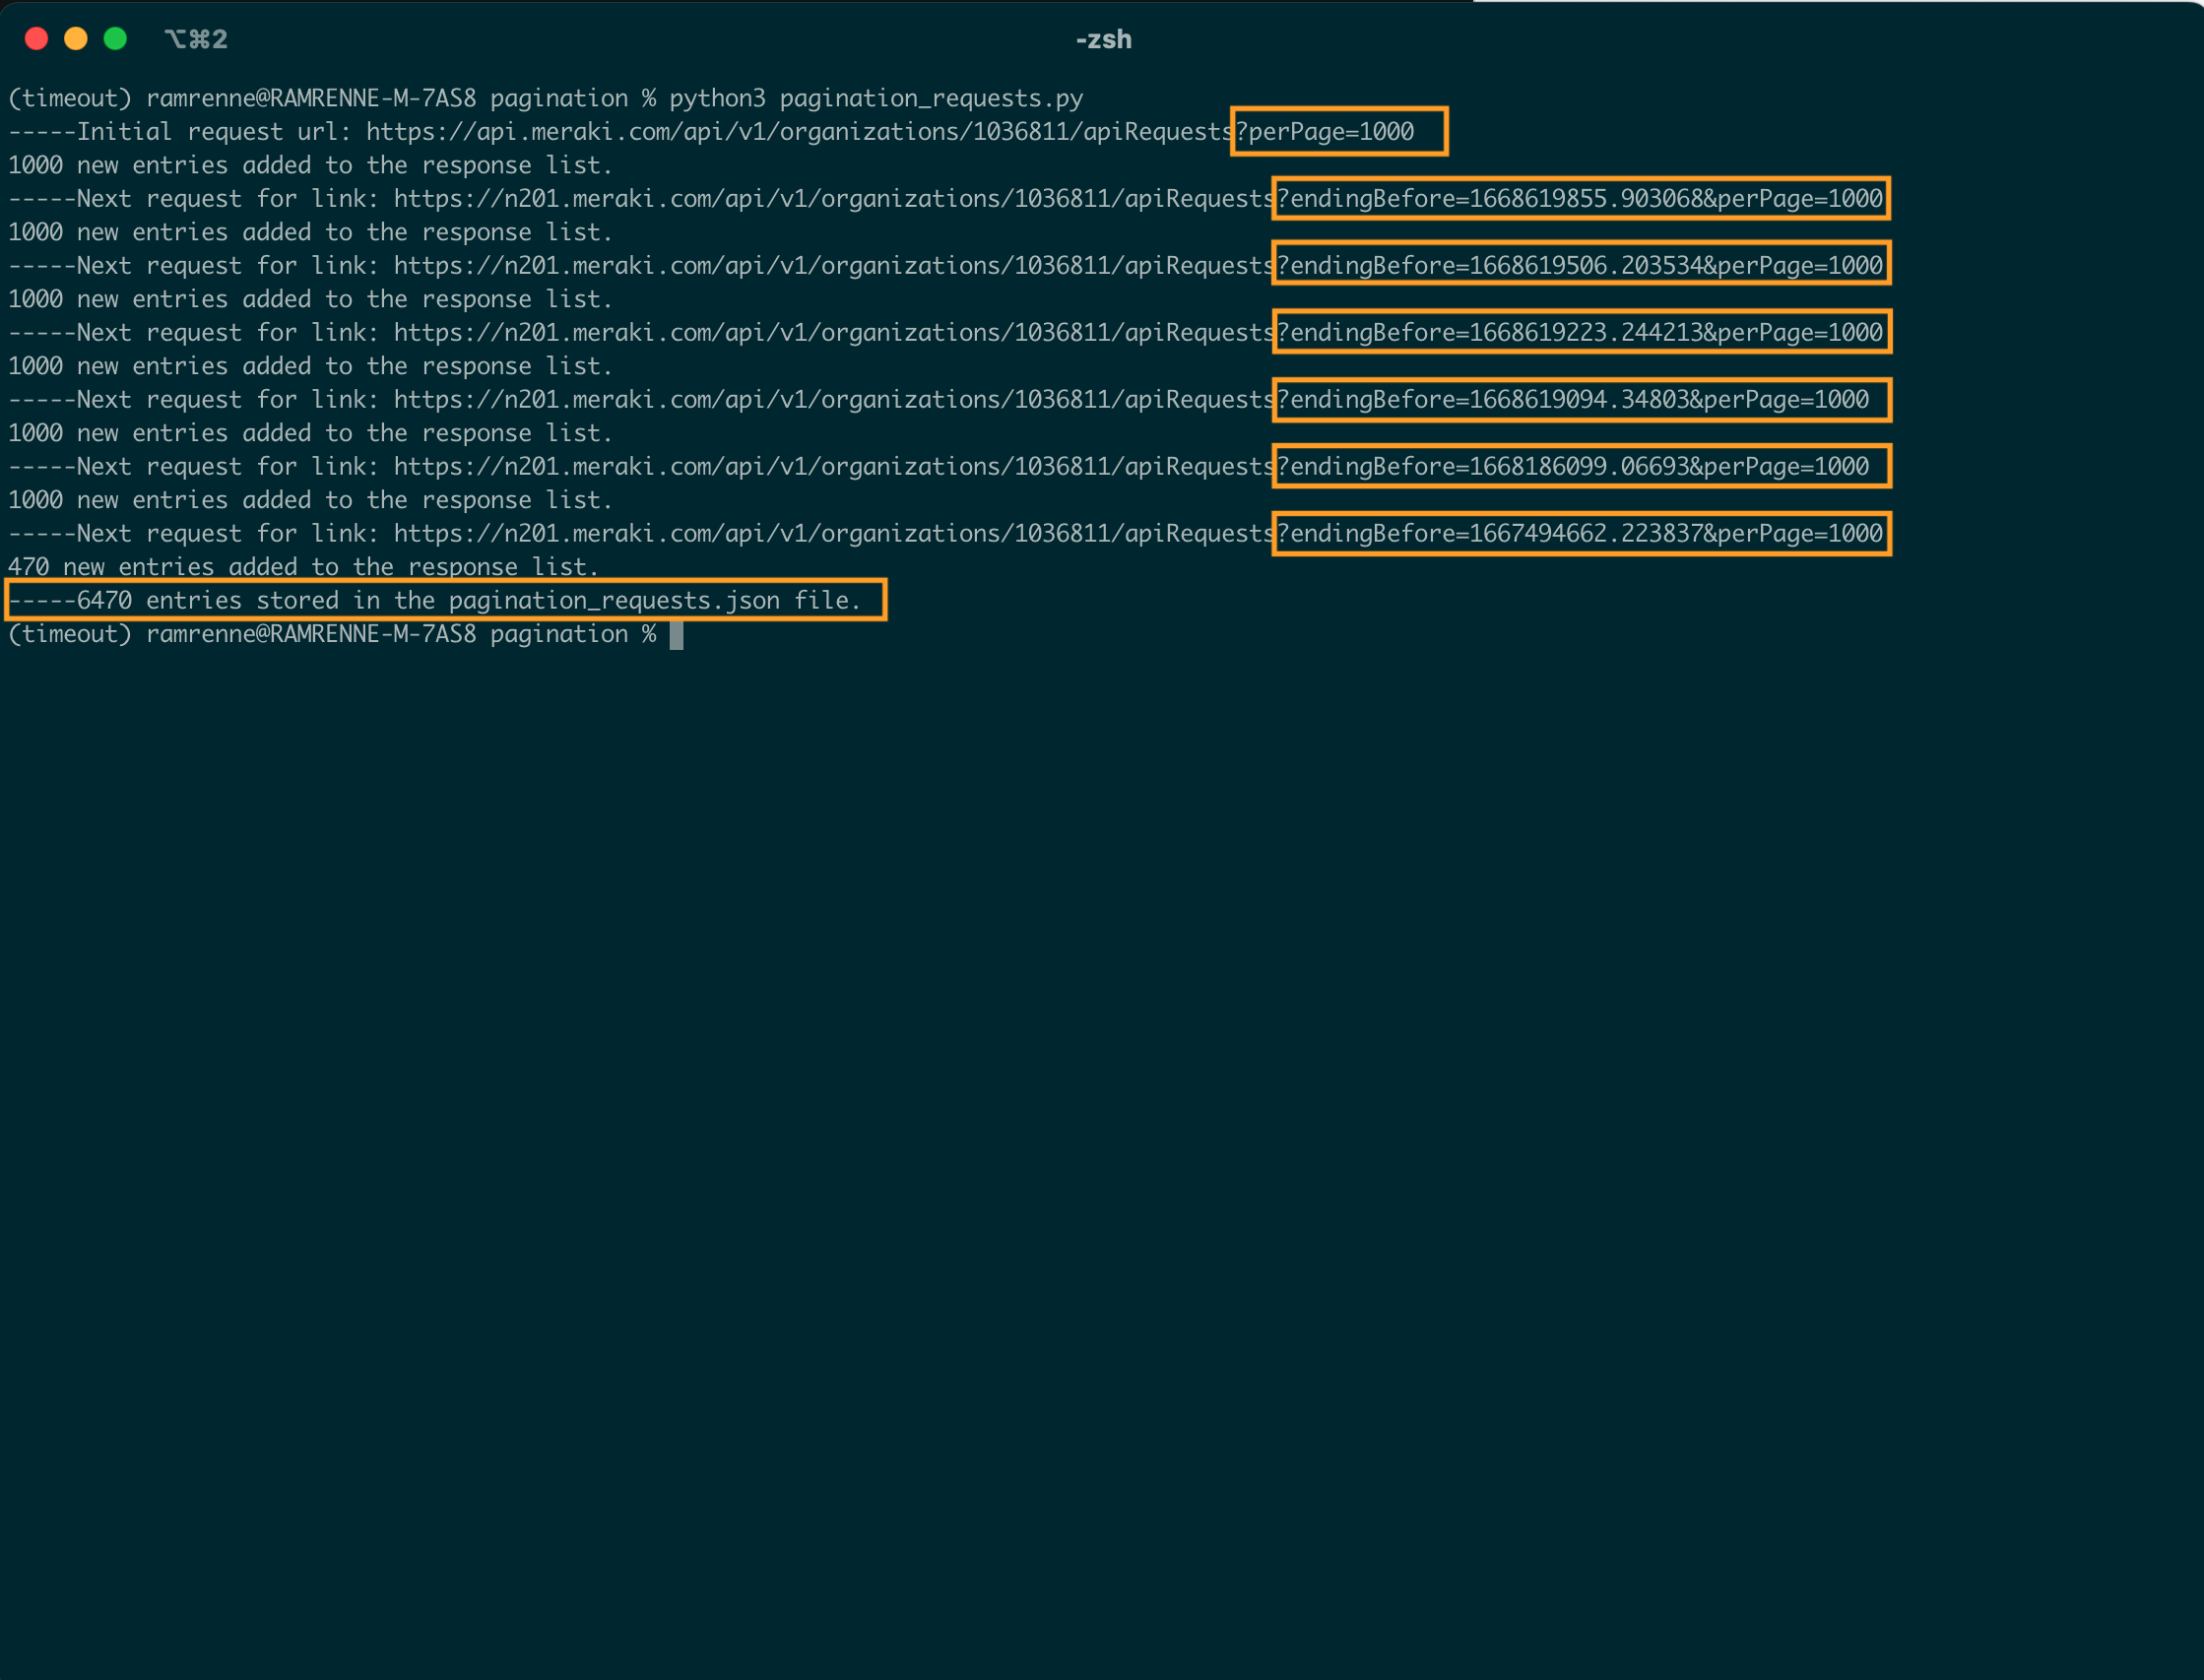 ⌥⌘2
-zsh
(timeout) ramrenne@RAMRENNE-M-7AS8 pagination % python3 pagination_requests.py
-----Initial request url: https://api.meraki.com/api/v1/organizations/1036811/apiRequests?perPage=1000
1000 new entries added to the response list.
-----Next request for link: https://n201.meraki.com/api/v1/organizations/1036811/apiRequests?endingBefore=1668619855.903068&perPage=1000
1000 new entries added to the response list.
-----Next request for link: https://n201.meraki.com/api/v1/organizations/1036811/apiRequests?endingBefore=1668619506.203534&perPage=1000
1000 new entries added to the response list.
-----Next request for link: https://n201.meraki.com/api/v1/organizations/1036811/apiRequests?endingBefore=1668619223.244213&perPage=1000
1000 new entries added to the response list.
-----Next request for link: https://n201.meraki.com/api/v1/organizations/1036811/apiRequests?endingBefore=1668619094.34803&perPage=1000
1000 new entries added to the response list.
-----Next request for link: https://n201.meraki.com/api/v1/organizations/1036811/apiRequests?endingBefore=1668186099.06693&perPage=1000
1000 new entries added to the response list.
-----Next request for link: https://n201.meraki.com/api/v1/organizations/1036811/apiRequests?endingBefore=1667494662.223837&perPage=1000
470 new entries added to the response list.
-----6470 entries stored in the pagination_requests.json file.
(timeout) ramrenne@RAMRENNE-M-7AS8 pagination %